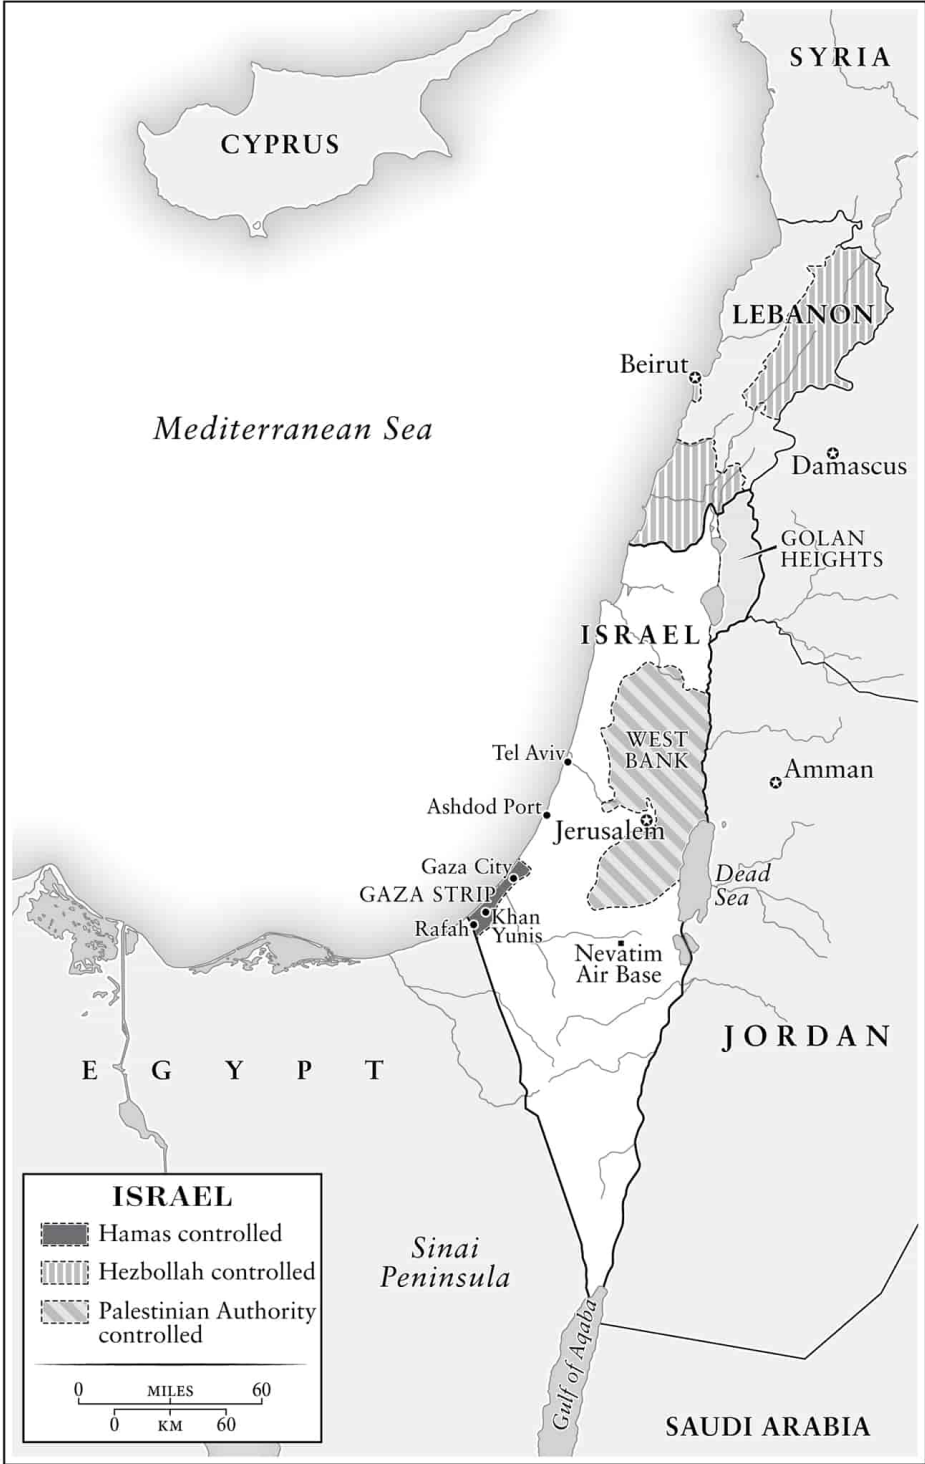 SYRIA
CYPRUS
LEBANON
Beirut
Mediterranean Sea
Damascus
GOLAN
HEIGHTS
ISRAEL
WEST
BANK
Tel Aviv
Amman
Ashdod Port
Jerusalem
Gaza City
GAZA STRIP
Dead
Sea
Khan
Yunis
Rafah
Nevatim
Air Base
JORDAN
EGYPT
ISRAEL
Hamas controlled
Hezbollah controlled
Palestinian Authority
controlled
0 MILES 60
0 KM 60
Sinai
Peninsula
Gulf of Aqaba
SAUDI ARABIA